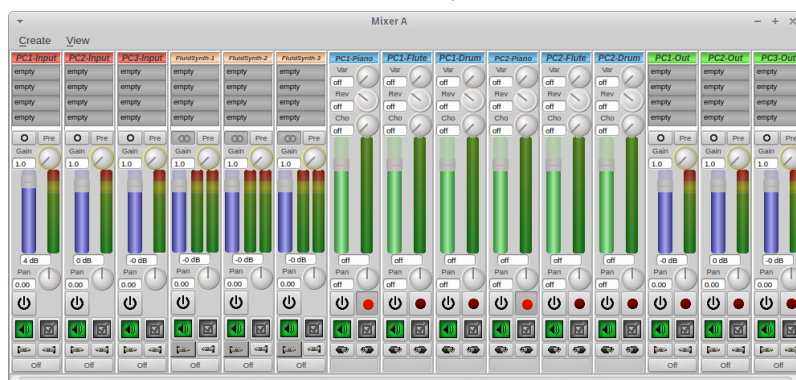 Mixer A
Create View
PC1-Input PC2-Input PC3-Input FluidSynth-1 FluidSynth-2 FluidSynth-3 PC1-Piano PC1-Flute PC1-Drum PC2-Piano PC2-Flute PC2-Drum PC1-Out PC2-Out PC3-Out
empty empty empty empty empty empty Var Var Var Var Var Var empty empty empty
empty empty empty empty empty empty off off off off off off empty empty empty
empty empty empty empty empty empty Rev Rev Rev Rev Rev Rev empty empty empty
empty empty empty empty empty empty off off off off off off empty empty empty
Cho Cho Cho Cho Cho Cho
Pre Pre Pre Pre Pre Pre off off off off off off Pre Pre Pre
Gain Gain Gain Gain Gain Gain Gain Gain Gain
1.0 1.0 1.0 1.0 1.0 1.0 1.0 1.0 1.0
4 dB 0 dB -0 dB -0 dB -0 dB -0 dB off off off off off off -0 dB 0 dB -0 dB
Pan Pan Pan Pan Pan Pan Pan Pan Pan Pan Pan Pan Pan Pan Pan
0.00 0.00 0.00 0.00 0.00 0.00 off off off off off off 0.00 0.00 0.00
Off Off Off Off Off Off Off Off Off